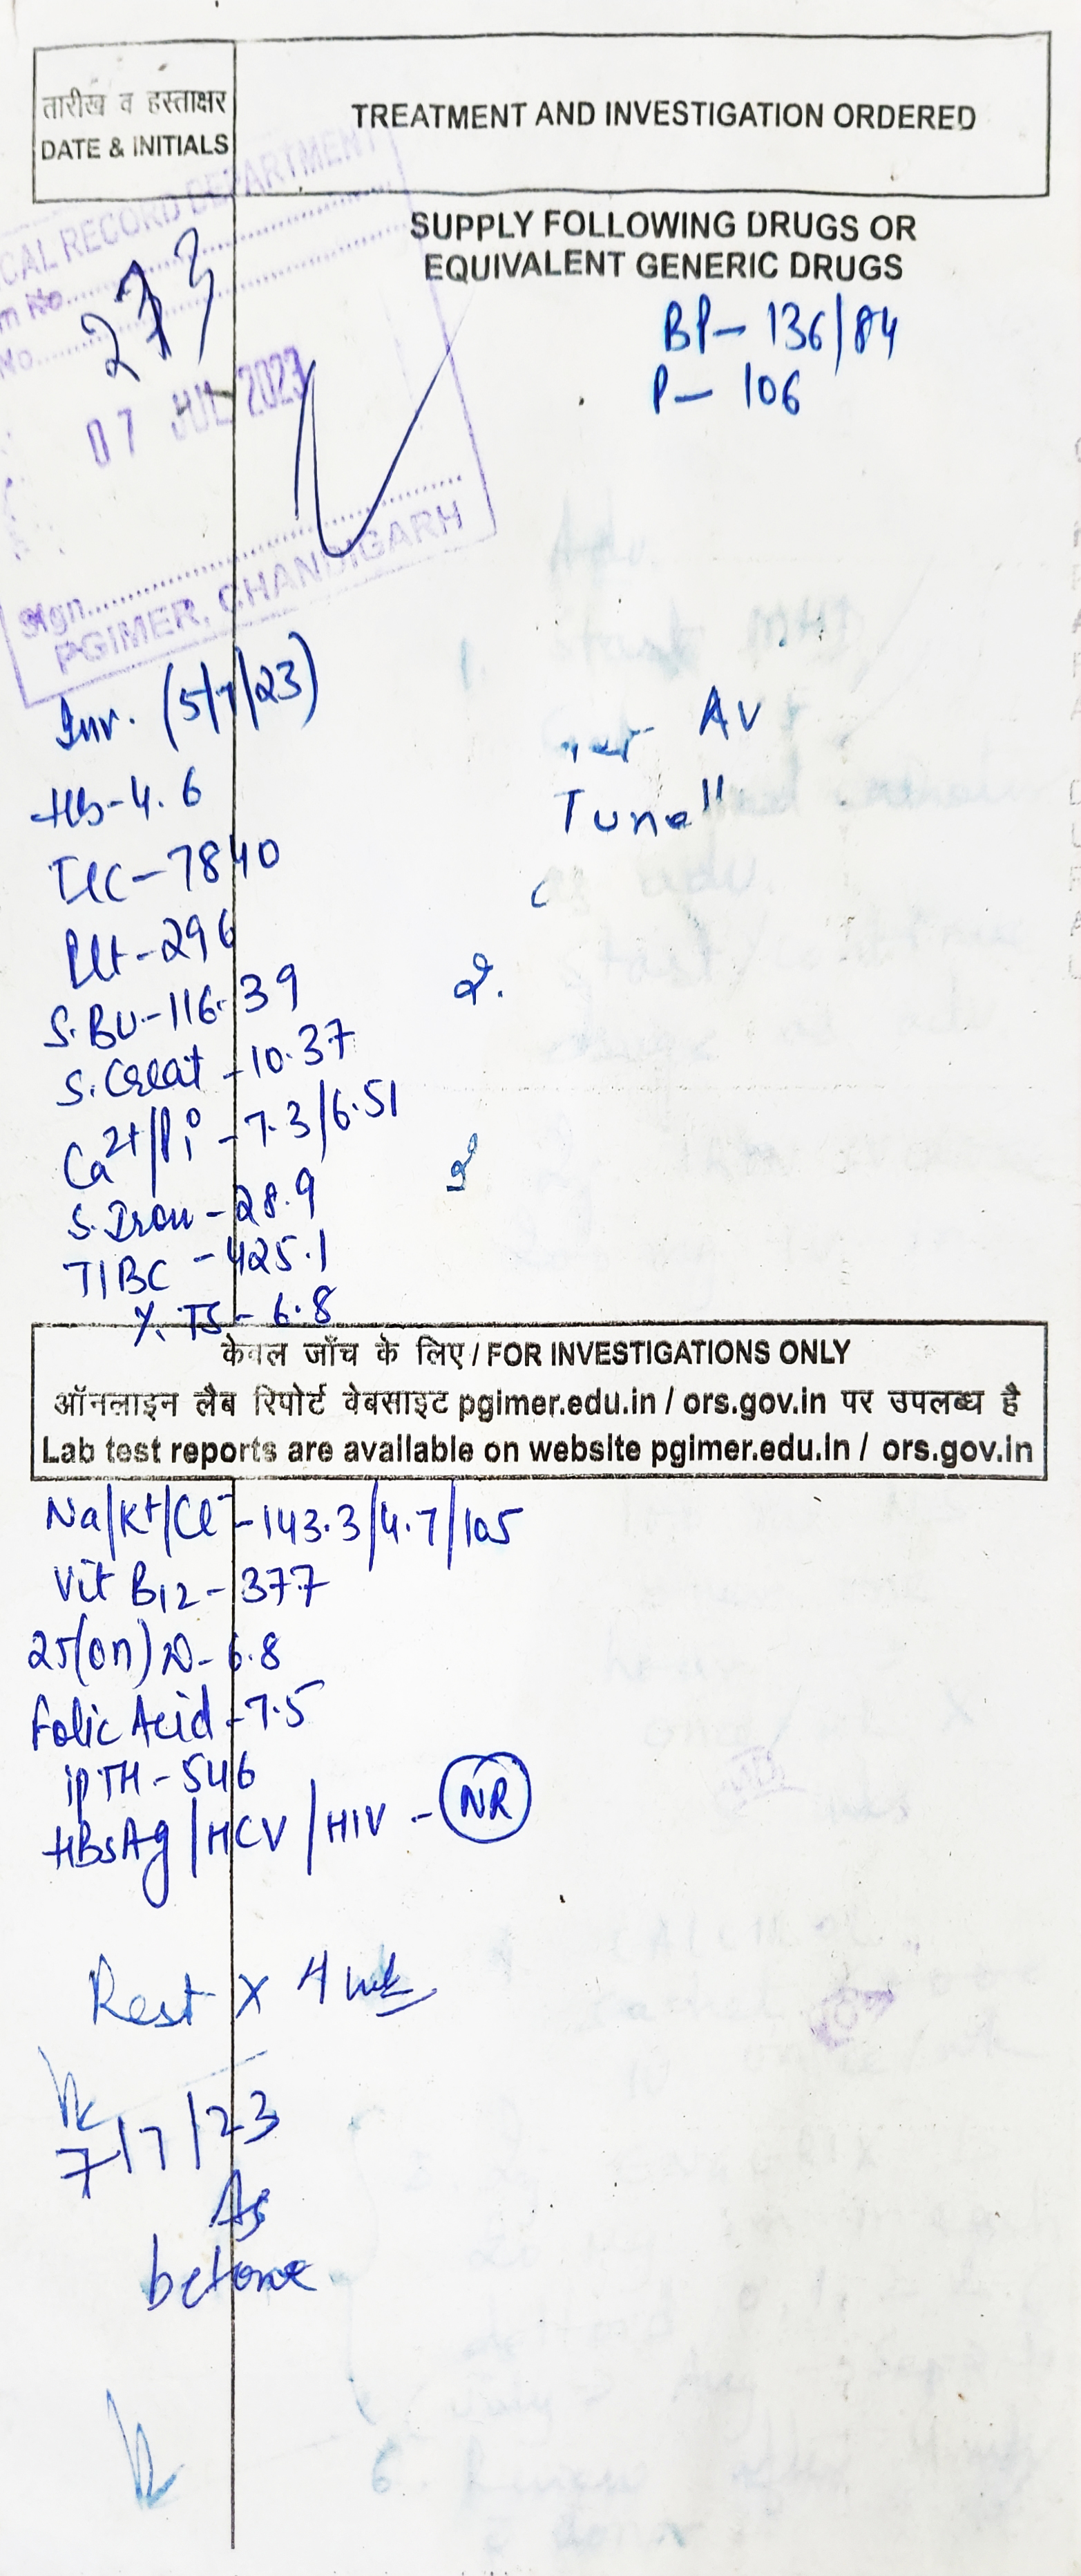 तारीख व हस्ताक्षर
DATE & INITIALS
TREATMENT AND INVESTIGATION ORDERED
SUPPLY FOLLOWING DRUGS OR
EQUIVALENT GENERIC DRUGS
CAL RECORD DEPARTMENT
No.
07 JUL 2023
Sign
PGIMER, CHANDIGARH
BP- 136/84
P- 106
Inv. (5/7/23)
Hb-4.6
TLC-7840
Plt-296
S.BU-116.39
S.Creat-10.37
Ca2+/Pi-7.3/6.51
S.Iron-28.9
TIBC-425.1
%TS-6.8
AV
Tunell
2.
3
केवल जाँच के लिए / FOR INVESTIGATIONS ONLY
ऑनलाइन लैब रिपोर्ट वेबसाइट pgimer.edu.in / ors.gov.in पर उपलब्ध है
Lab test reports are available on website pgimer.edu.in / ors.gov.in
Na/K+/Cl- -143.3/4.7/105
Vit B12-377
25(OH)D-6.8
Folic Acid-7.5
iPTH-546
HBsAg/HCV/HIV - NR
Rest x 4 wk
7/7/23
As
before